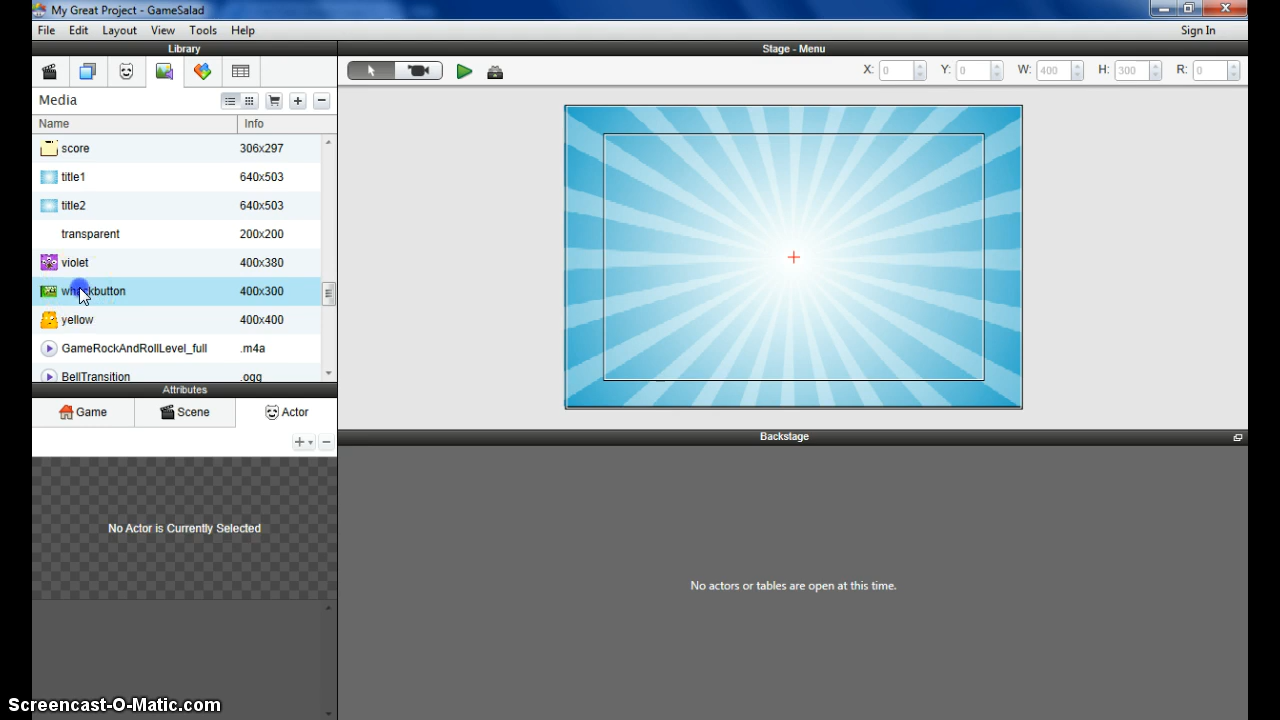 My Great Project - GameSalad
File Edit Layout View Tools Help
Sign In
Library
Stage - Menu
X: 0 Y: 0 W: 400 H: 300 R: 0
Media
Name Info
score 306x297
title1 640x503
title2 640x503
transparent 200x200
violet 400x380
whackbutton 400x300
yellow 400x400
GameRockAndRollLevel_full .m4a
BellTransition .ogg
Attributes
Game Scene Actor
Backstage
No Actor is Currently Selected
No actors or tables are open at this time.
Screencast-O-Matic.com